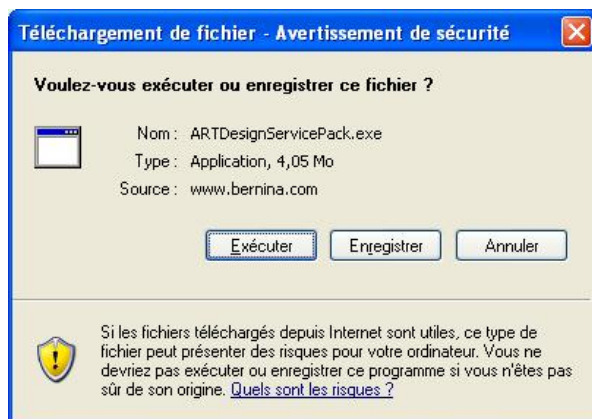 Téléchargement de fichier - Avertissement de sécurité
Voulez-vous exécuter ou enregistrer ce fichier ?
Nom : ARTDesignServicePack.exe
Type : Application, 4,05 Mo
Source : www.bernina.com
Exécuter Enregistrer Annuler
Si les fichiers téléchargés depuis Internet sont utiles, ce type de
fichier peut présenter des risques pour votre ordinateur. Vous ne
devriez pas exécuter ou enregistrer ce programme si vous n'êtes pas
sûr de son origine. Quels sont les risques ?